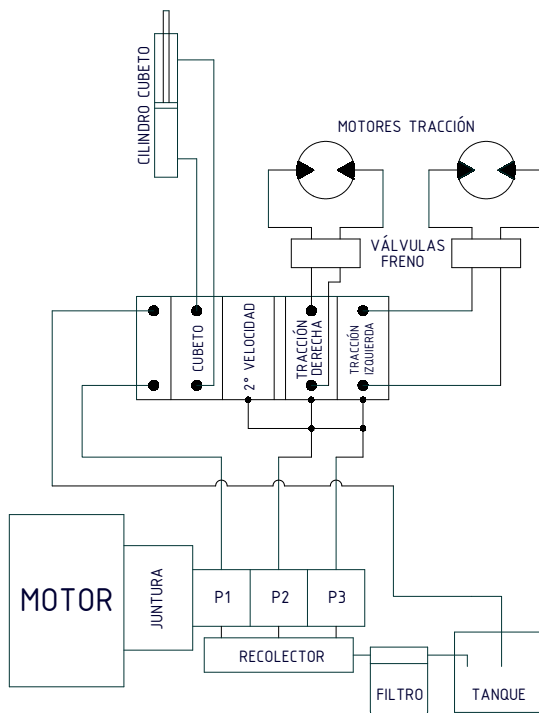 CILINDRO CUBETO
MOTORES TRACCIÓN
VÁLVULAS
FRENO
CUBETO
2° VELOCIDAD
TRACCIÓN
DERECHA
TRACCIÓN
IZQUIERDA
MOTOR
JUNTURA
P1
P2
P3
RECOLECTOR
FILTRO
TANQUE